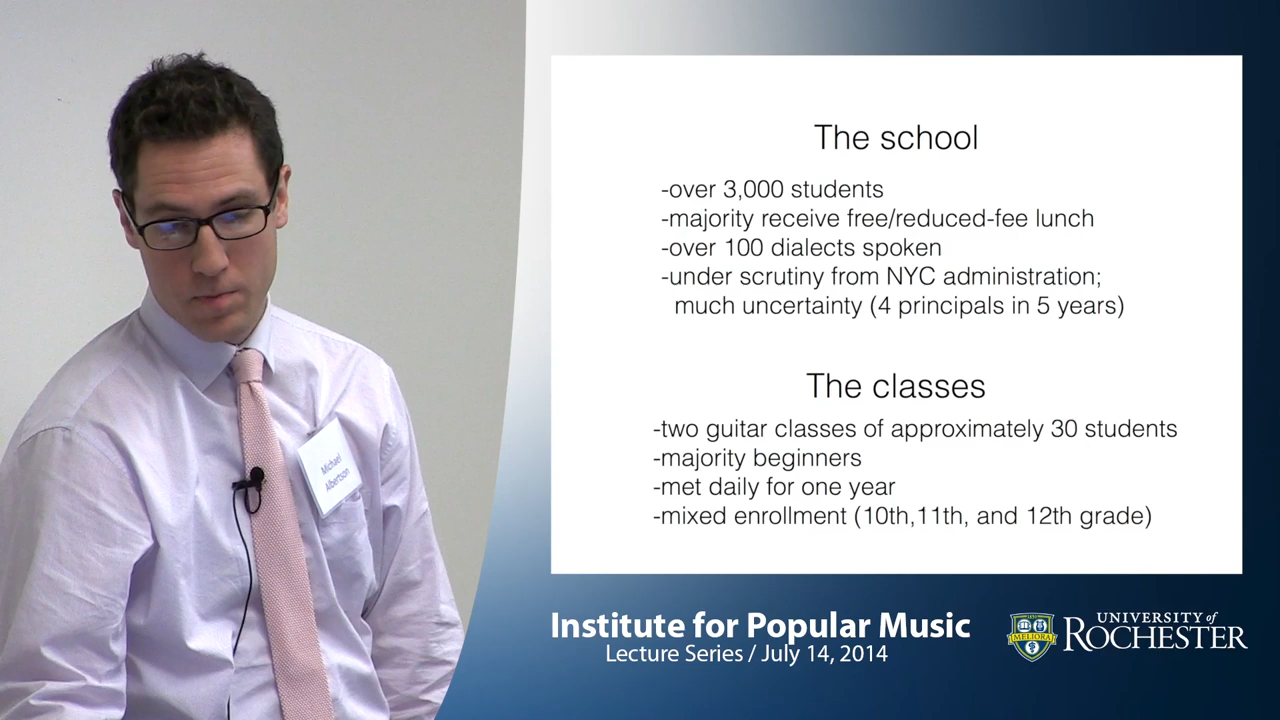 Michael
Albertson
The school
-over 3,000 students
-majority receive free/reduced-fee lunch
-over 100 dialects spoken
-under scrutiny from NYC administration;
much uncertainty (4 principals in 5 years)
The classes
-two guitar classes of approximately 30 students
-majority beginners
-met daily for one year
-mixed enrollment (10th,11th, and 12th grade)
Institute for Popular Music
Lecture Series / July 14, 2014
MELIORA
UNIVERSITY of
ROCHESTER